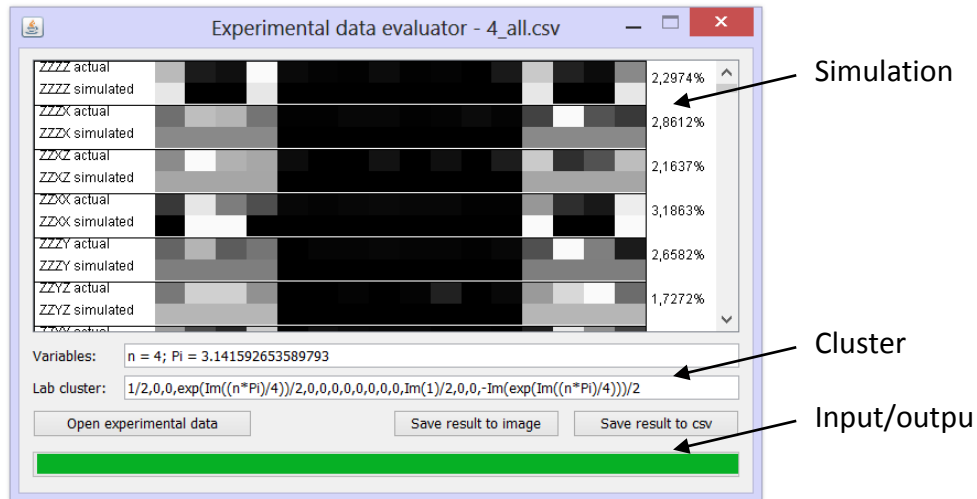 Experimental data evaluator - 4_all.csv
ZZZZ actual
ZZZZ simulated
2,2974%
ZZZX actual
ZZZX simulated
2,8612%
ZZXZ actual
ZZXZ simulated
2,1637%
ZZXX actual
ZZXX simulated
3,1863%
ZZZY actual
ZZZY simulated
2,6582%
ZZYZ actual
ZZYZ simulated
1,7272%
Simulation
Variables: n = 4; Pi = 3.141592653589793
Cluster
Lab cluster: 1/2,0,0,exp(Im((n*Pi)/4))/2,0,0,0,0,0,0,0,0,Im(1)/2,0,0,-Im(exp(Im((n*Pi)/4)))/2
Open experimental data Save result to image Save result to csv
Input/outpu